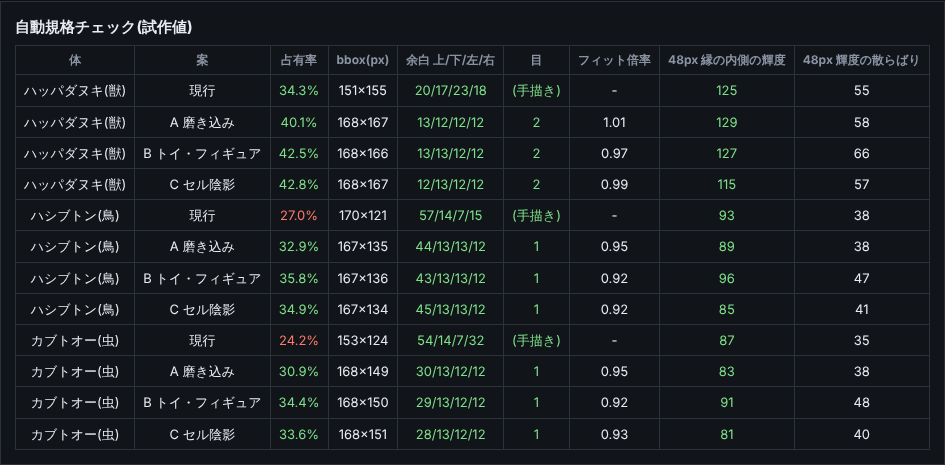 自動規格チェック(試作値)
体 案 占有率 bbox(px) 余白 上/下/左/右 目 フィット倍率 48px 縁の内側の輝度 48px 輝度の散らばり
ハッパダヌキ(獣) 現行 34.3% 151×155 20/17/23/18 (手描き) - 125 55
ハッパダヌキ(獣) A 磨き込み 40.1% 168×167 13/12/12/12 2 1.01 129 58
ハッパダヌキ(獣) B トイ・フィギュア 42.5% 168×166 13/13/12/12 2 0.97 127 66
ハッパダヌキ(獣) C セル陰影 42.8% 168×167 12/13/12/12 2 0.99 115 57
ハシブトン(鳥) 現行 27.0% 170×121 57/14/7/15 (手描き) - 93 38
ハシブトン(鳥) A 磨き込み 32.9% 167×135 44/13/13/12 1 0.95 89 38
ハシブトン(鳥) B トイ・フィギュア 35.8% 167×136 43/13/13/12 1 0.92 96 47
ハシブトン(鳥) C セル陰影 34.9% 167×134 45/13/13/12 1 0.92 85 41
カブトオー(虫) 現行 24.2% 153×124 54/14/7/32 (手描き) - 87 35
カブトオー(虫) A 磨き込み 30.9% 168×149 30/13/12/12 1 0.95 83 38
カブトオー(虫) B トイ・フィギュア 34.4% 168×150 29/13/12/12 1 0.92 91 48
カブトオー(虫) C セル陰影 33.6% 168×151 28/13/12/12 1 0.93 81 40